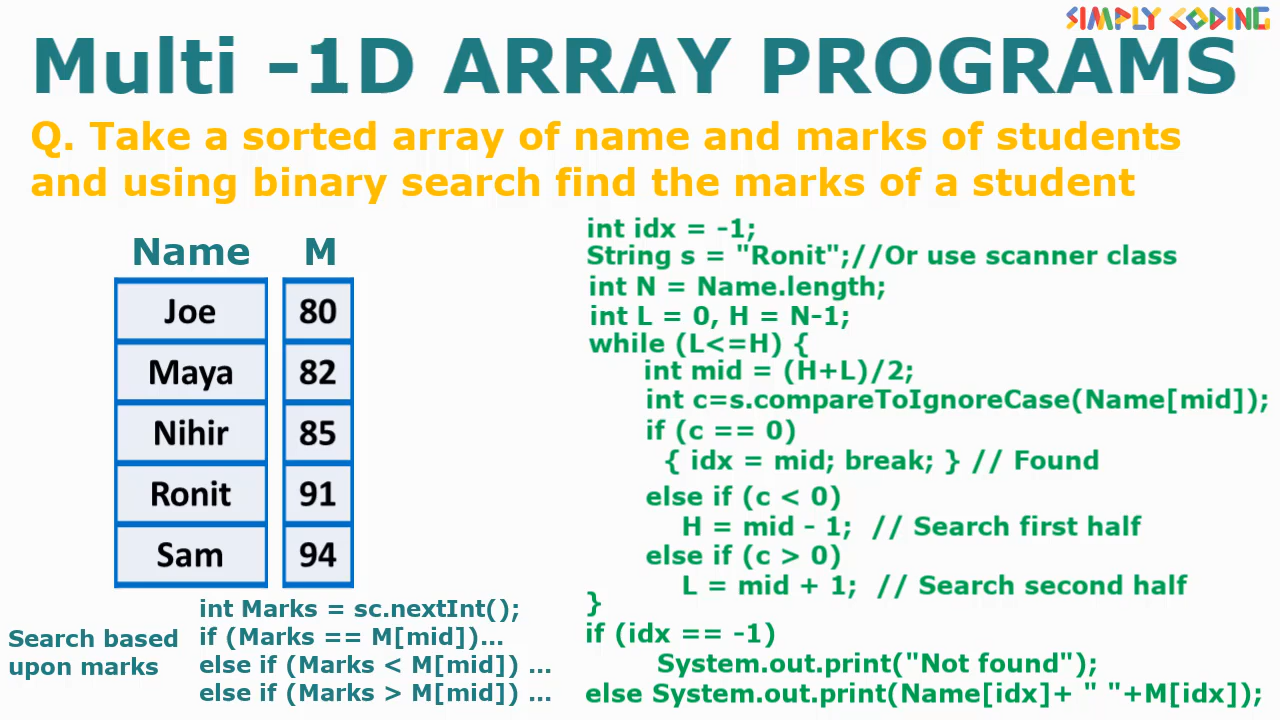 SIMPLY CODING
Multi -1D ARRAY PROGRAMS
Q. Take a sorted array of name and marks of students
and using binary search find the marks of a student
Name M
Joe 80
Maya 82
Nihir 85
Ronit 91
Sam 94
Search based
upon marks
int Marks = sc.nextInt();
if (Marks == M[mid])...
else if (Marks < M[mid]) ...
else if (Marks > M[mid]) ...
int idx = -1;
String s = "Ronit";//Or use scanner class
int N = Name.length;
int L = 0, H = N-1;
while (L<=H) {
int mid = (H+L)/2;
int c=s.compareToIgnoreCase(Name[mid]);
if (c == 0)
{ idx = mid; break; } // Found
else if (c < 0)
H = mid - 1;  // Search first half
else if (c > 0)
L = mid + 1;  // Search second half
}
if (idx == -1)
System.out.print("Not found");
else System.out.print(Name[idx]+ " "+M[idx]);